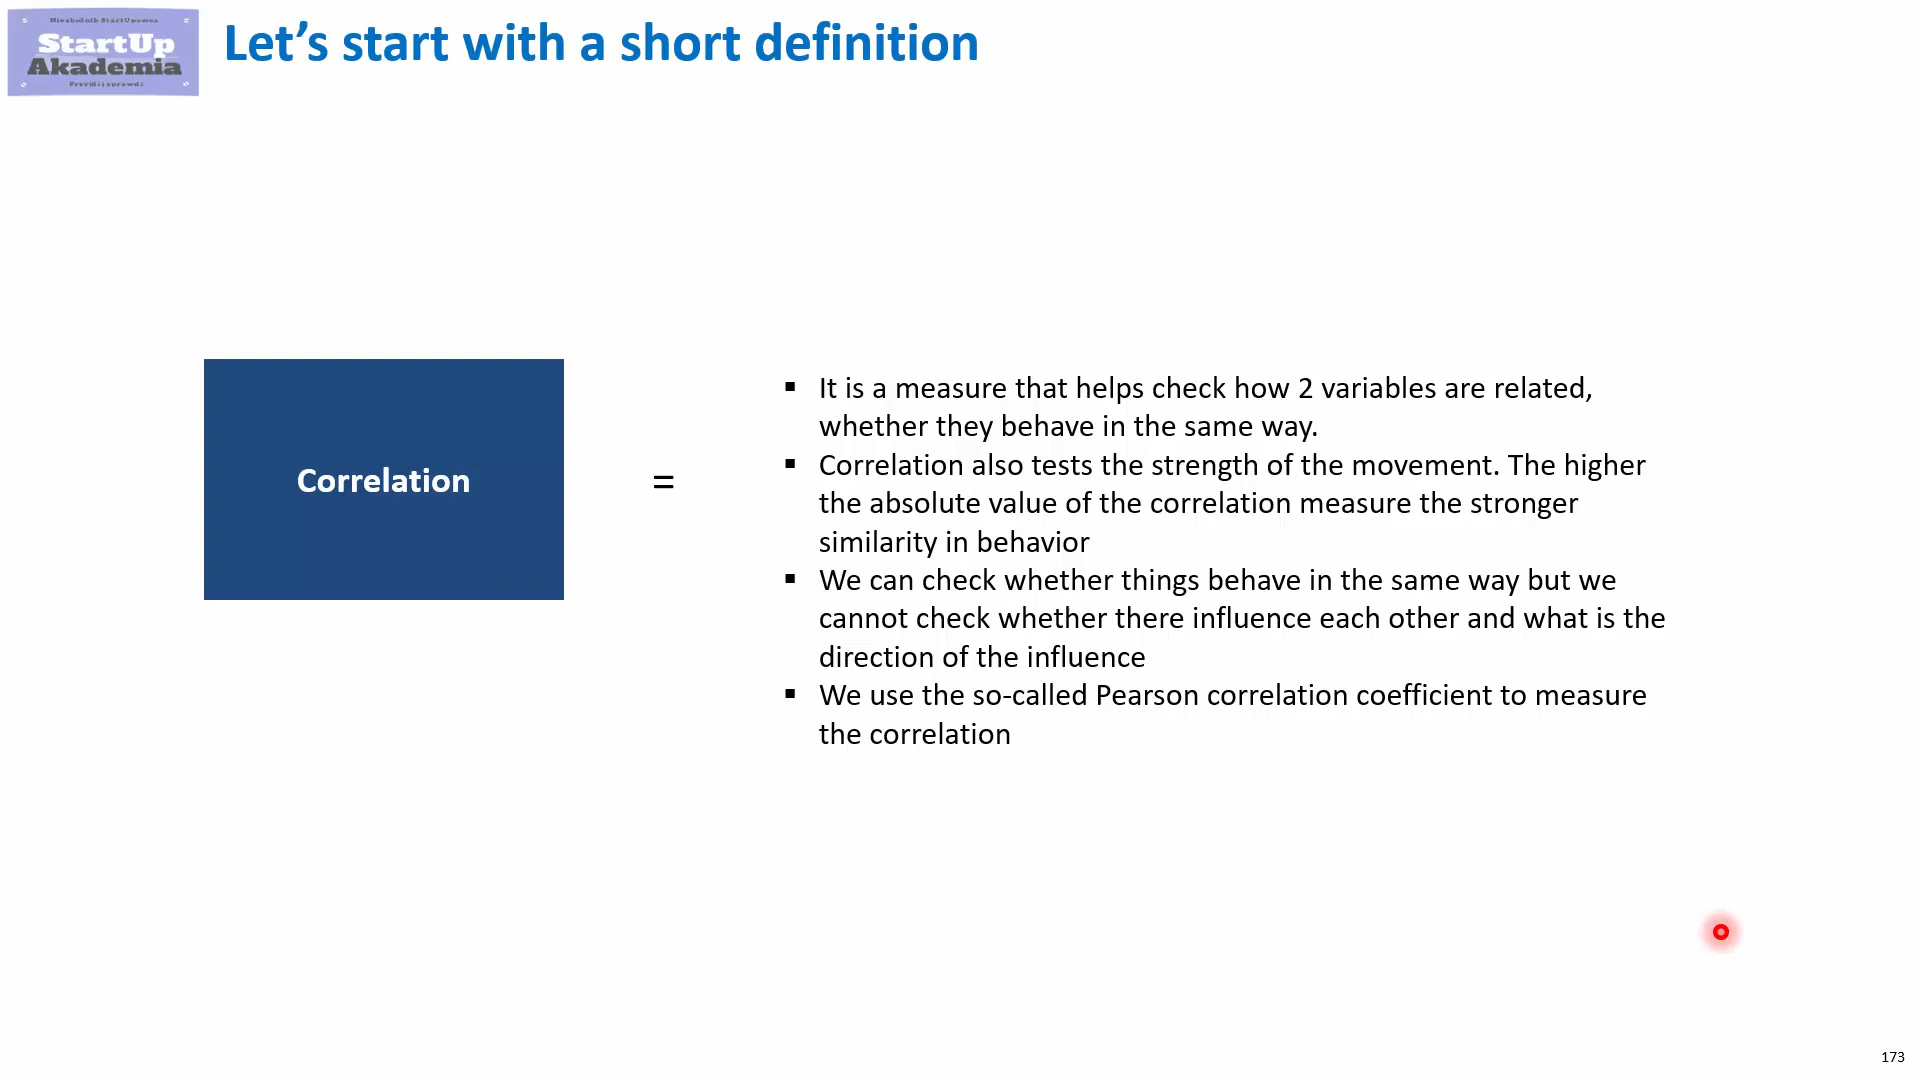 Niezbędnik StartUpowca
StartUp
Akademia
Przyjdź i sprawdź
Let’s start with a short definition
Correlation
=
▪ It is a measure that helps check how 2 variables are related,
whether they behave in the same way.
▪ Correlation also tests the strength of the movement. The higher
the absolute value of the correlation measure the stronger
similarity in behavior
▪ We can check whether things behave in the same way but we
cannot check whether there influence each other and what is the
direction of the influence
▪ We use the so-called Pearson correlation coefficient to measure
the correlation
173